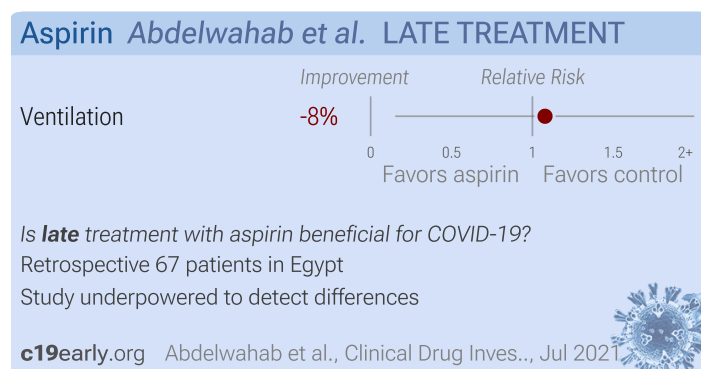 Aspirin Abdelwahab et al. LATE TREATMENT
Improvement Relative Risk
Ventilation -8%
0 0.5 1 1.5 2+
Favors aspirin Favors control
Is late treatment with aspirin beneficial for COVID-19?
Retrospective 67 patients in Egypt
Study underpowered to detect differences
c19early.org Abdelwahab et al., Clinical Drug Inves.., Jul 2021